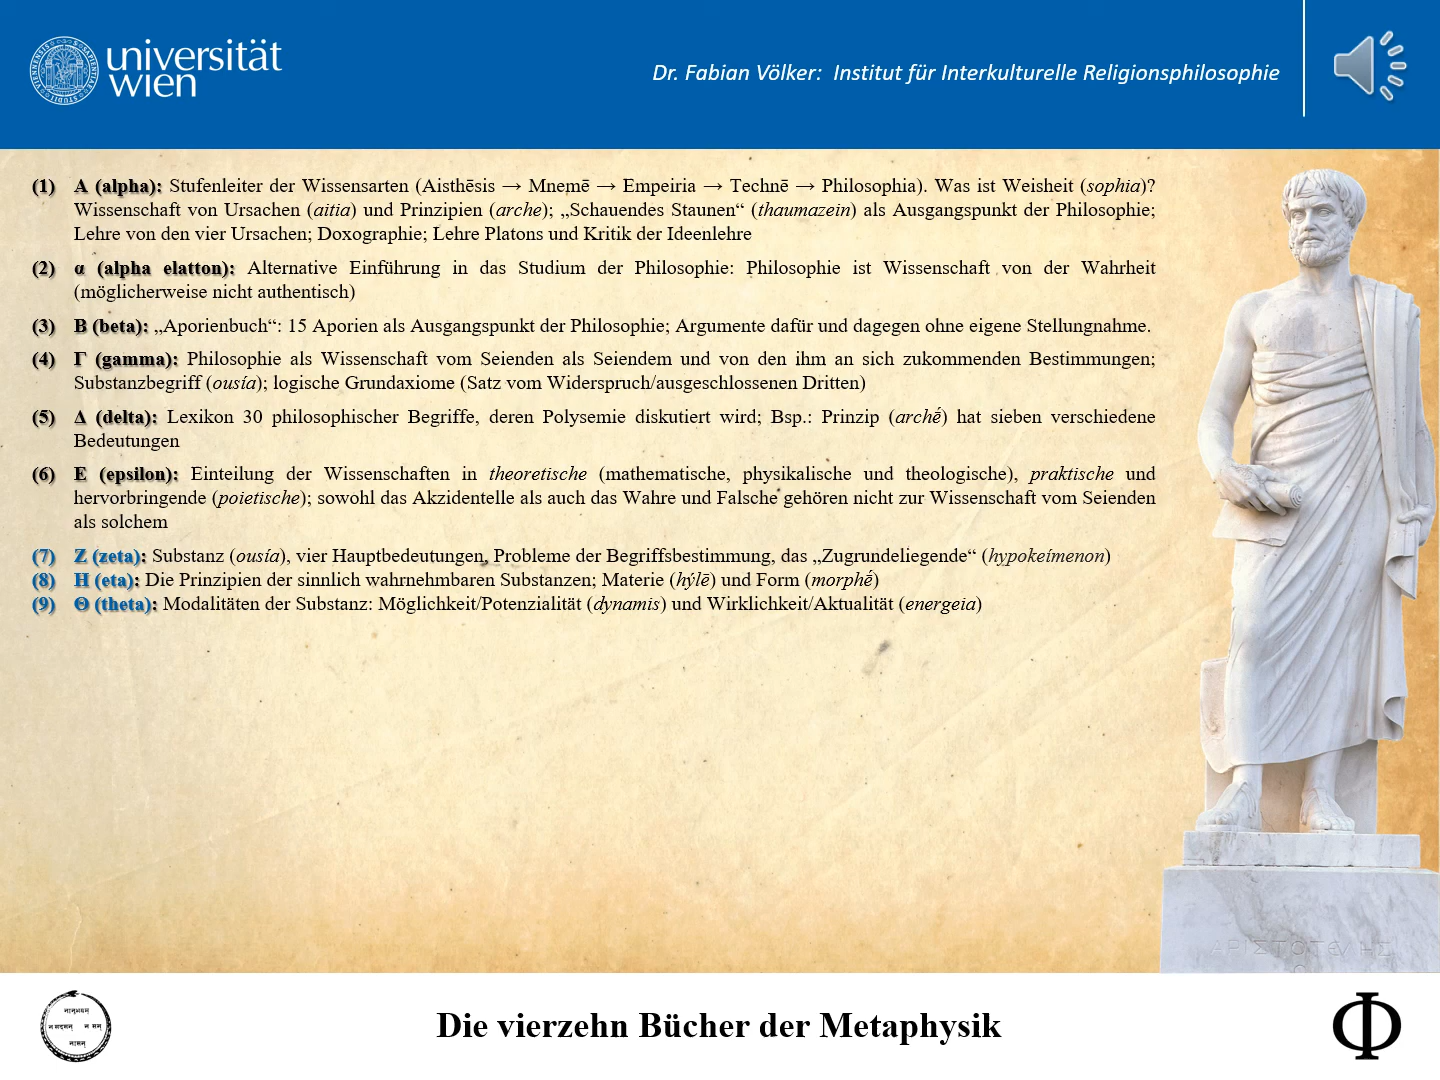 universität
wien
Dr. Fabian Völker: Institut für Interkulturelle Religionsphilosophie
(1) A (alpha): Stufenleiter der Wissensarten (Aisthēsis → Mnemē → Empeiria → Technē → Philosophia). Was ist Weisheit (sophia)?
Wissenschaft von Ursachen (aitia) und Prinzipien (arche); „Schauendes Staunen“ (thaumazein) als Ausgangspunkt der Philosophie;
Lehre von den vier Ursachen; Doxographie; Lehre Platons und Kritik der Ideenlehre
(2) α (alpha elatton): Alternative Einführung in das Studium der Philosophie: Philosophie ist Wissenschaft von der Wahrheit
(möglicherweise nicht authentisch)
(3) B (beta): „Aporienbuch“: 15 Aporien als Ausgangspunkt der Philosophie; Argumente dafür und dagegen ohne eigene Stellungnahme.
(4) Γ (gamma): Philosophie als Wissenschaft vom Seienden als Seiendem und von den ihm an sich zukommenden Bestimmungen;
Substanzbegriff (ousía); logische Grundaxiome (Satz vom Widerspruch/ausgeschlossenen Dritten)
(5) Δ (delta): Lexikon 30 philosophischer Begriffe, deren Polysemie diskutiert wird; Bsp.: Prinzip (archḗ) hat sieben verschiedene
Bedeutungen
(6) E (epsilon): Einteilung der Wissenschaften in theoretische (mathematische, physikalische und theologische), praktische und
hervorbringende (poietische); sowohl das Akzidentelle als auch das Wahre und Falsche gehören nicht zur Wissenschaft vom Seienden
als solchem
(7) Z (zeta): Substanz (ousía), vier Hauptbedeutungen, Probleme der Begriffsbestimmung, das „Zugrundeliegende“ (hypokeímenon)
(8) H (eta): Die Prinzipien der sinnlich wahrnehmbaren Substanzen; Materie (hýlē) und Form (morphḗ)
(9) Θ (theta): Modalitäten der Substanz: Möglichkeit/Potenzialität (dynamis) und Wirklichkeit/Aktualität (energeia)
ΑΡΙΣΤΟΤΕΛΗΣ
Die vierzehn Bücher der Metaphysik
Φ